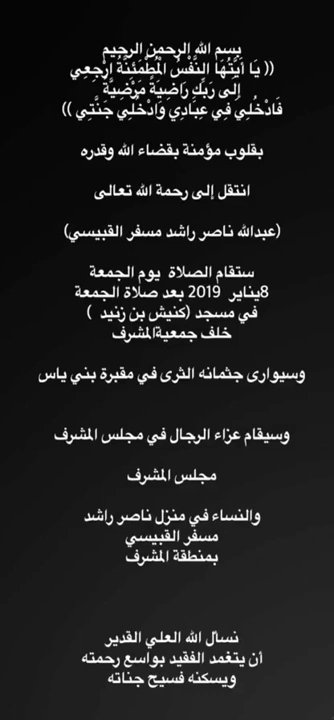 بسم الله الرحمن الرحيم
(( يَا أَيَّتُهَا النَّفْسُ الْمُطْمَئِنَّةُ ارْجِعِي
إِلَى رَبِّكِ رَاضِيَةً مَرْضِيَّةً
فَادْخُلِي فِي عِبَادِي وَادْخُلِي جَنَّتِي ))
بقلوب مؤمنة بقضاء الله وقدره
انتقل إلى رحمة الله تعالى
(عبدالله ناصر راشد مسفر القبيسي)
ستقام الصلاة يوم الجمعة
8يناير 2019 بعد صلاة الجمعة
في مسجد (كنيش بن زنيد )
خلف جمعيةالمشرف
وسيوارى جثمانه الثرى في مقبرة بني ياس
وسيقام عزاء الرجال في مجلس المشرف
مجلس المشرف
والنساء في منزل ناصر راشد
مسفر القبيسي
بمنطقة المشرف
نسأل الله العلي القدير
أن يتغمد الفقيد بواسع رحمته
ويسكنه فسيح جناته